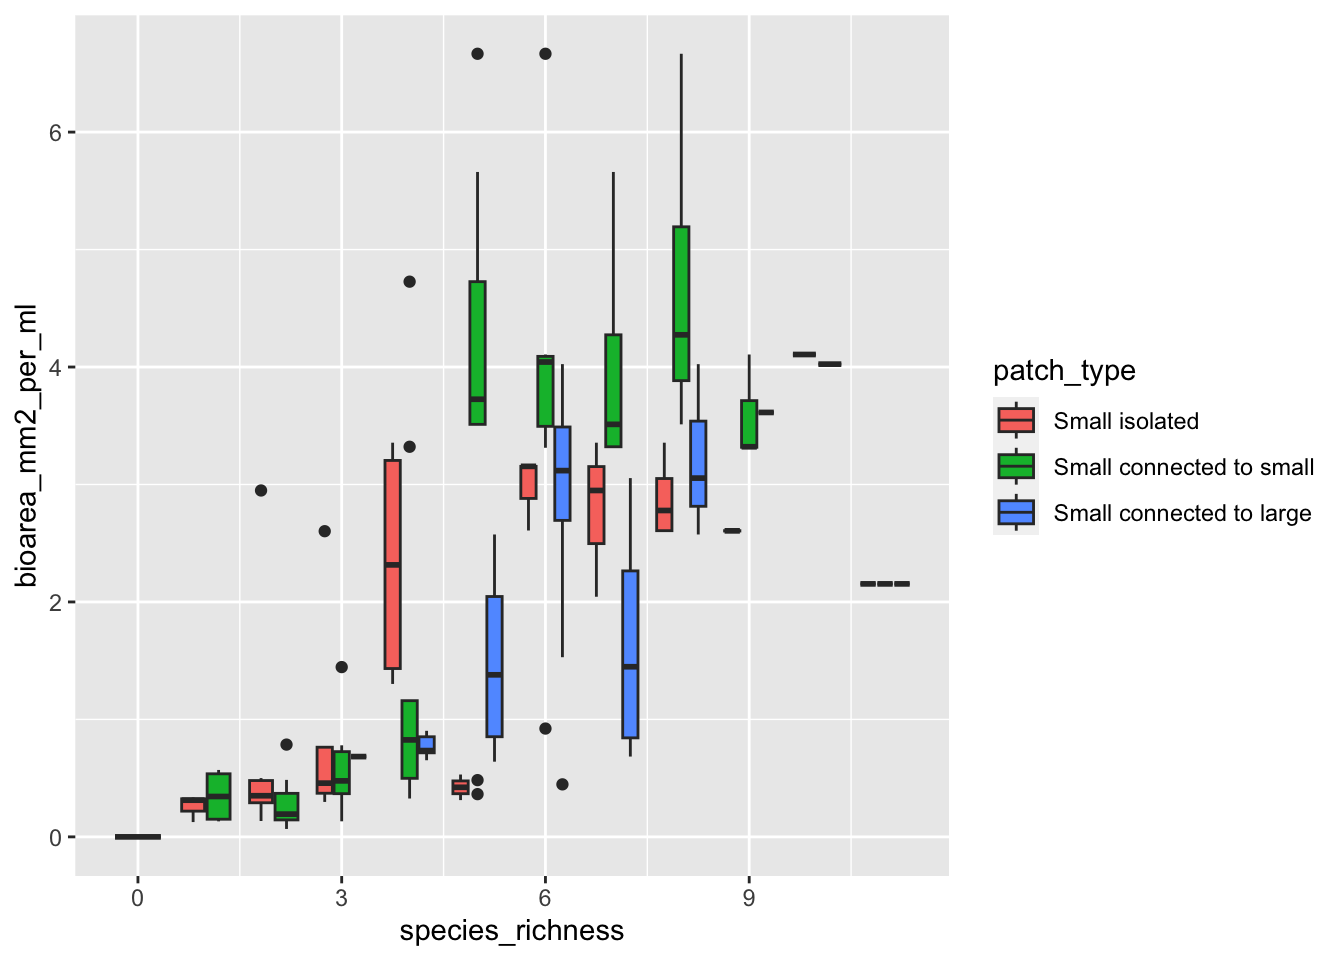 6
4
2
0
0 3 6 9
species_richness
bioarea_mm2_per_ml
patch_type
Small isolated
Small connected to small
Small connected to large